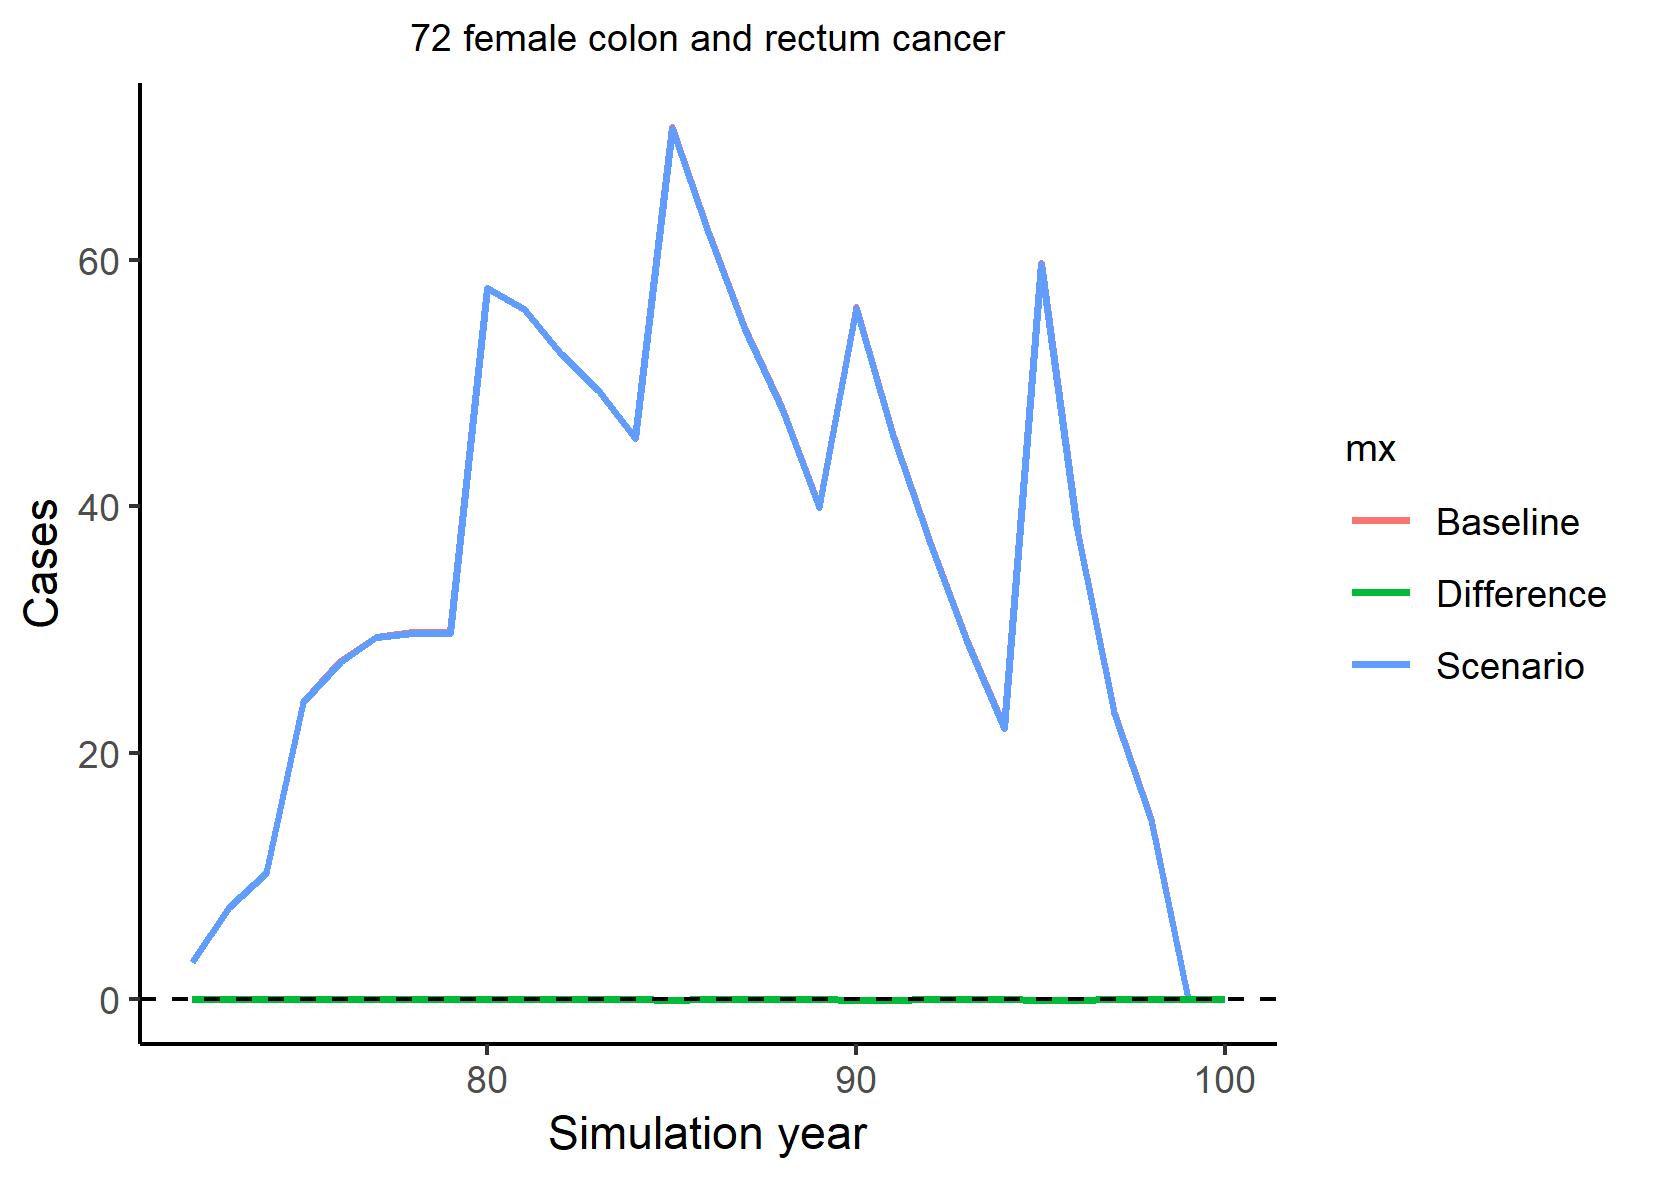 72 female colon and rectum cancer
Cases
60
40
20
0
80
90
100
Simulation year
mx
Baseline
Difference
Scenario